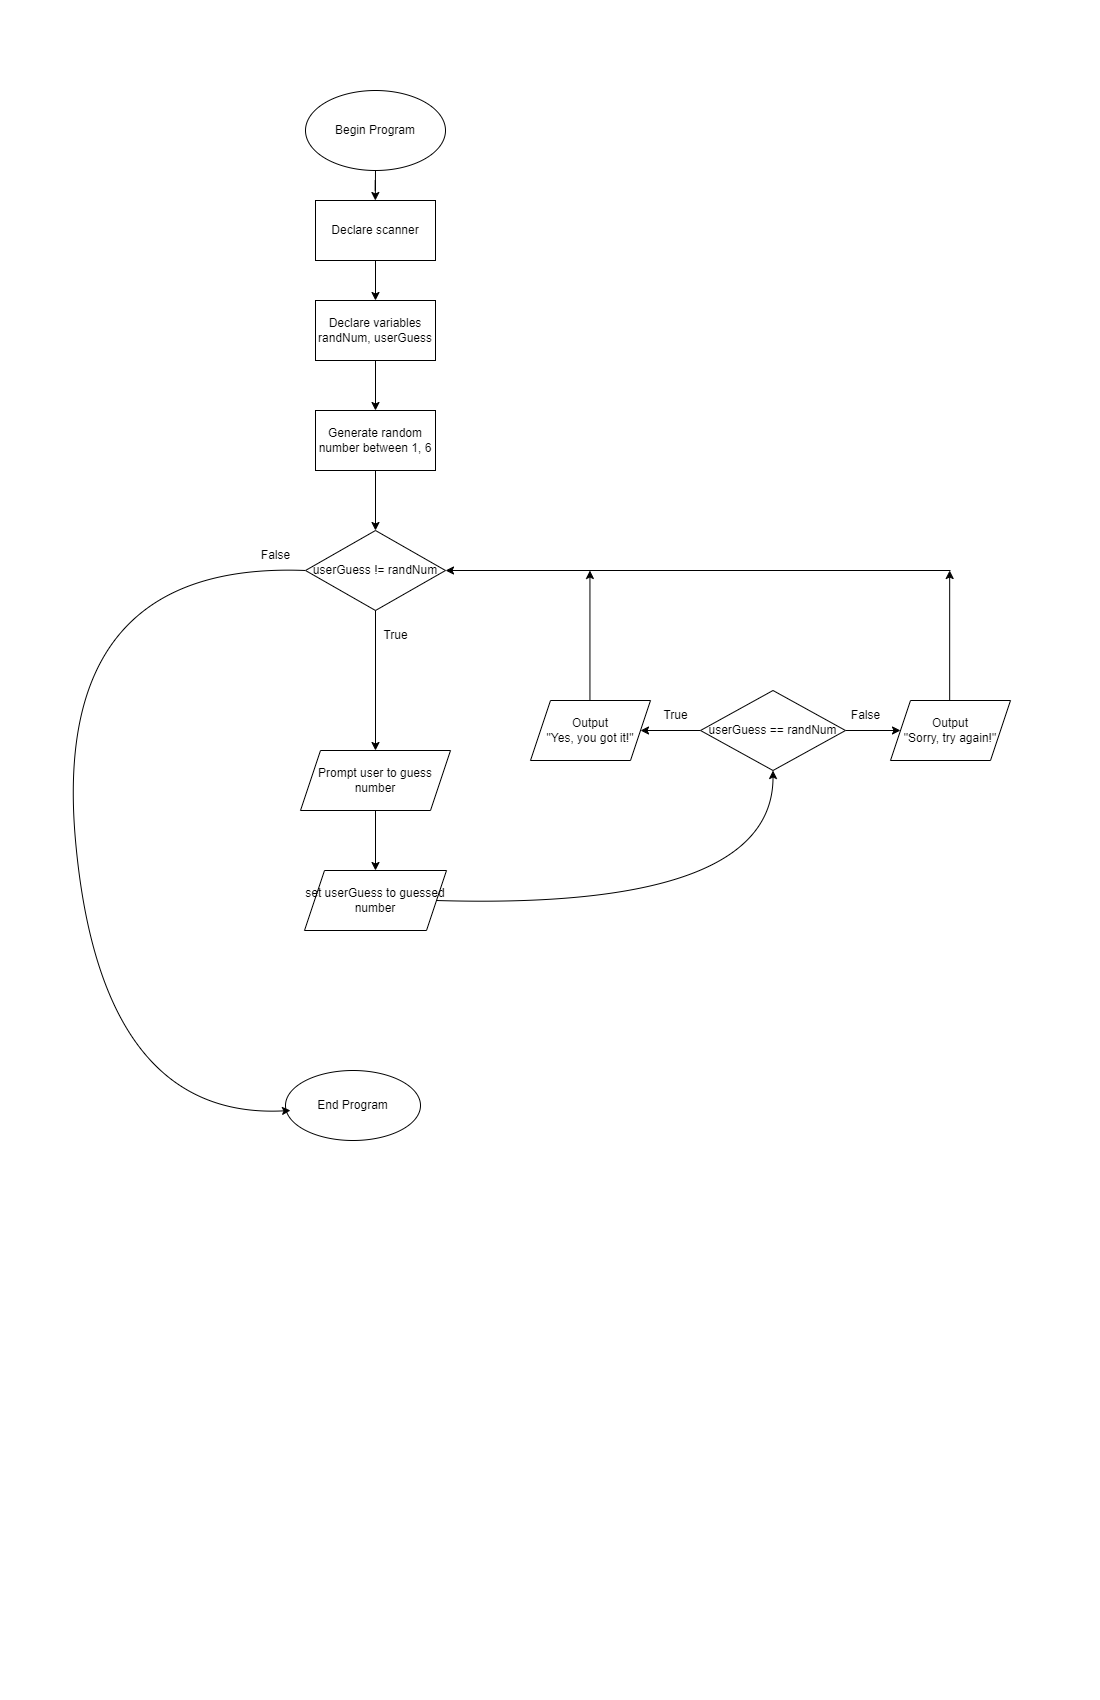 Begin Program
Declare scanner
Declare variables
randNum, userGuess
Generate random
number between 1, 6
False
userGuess != randNum
True
Output
"Yes, you got it!"
True
userGuess == randNum
False
Output
"Sorry, try again!"
Prompt user to guess
number
set userGuess to guessed
number
End Program